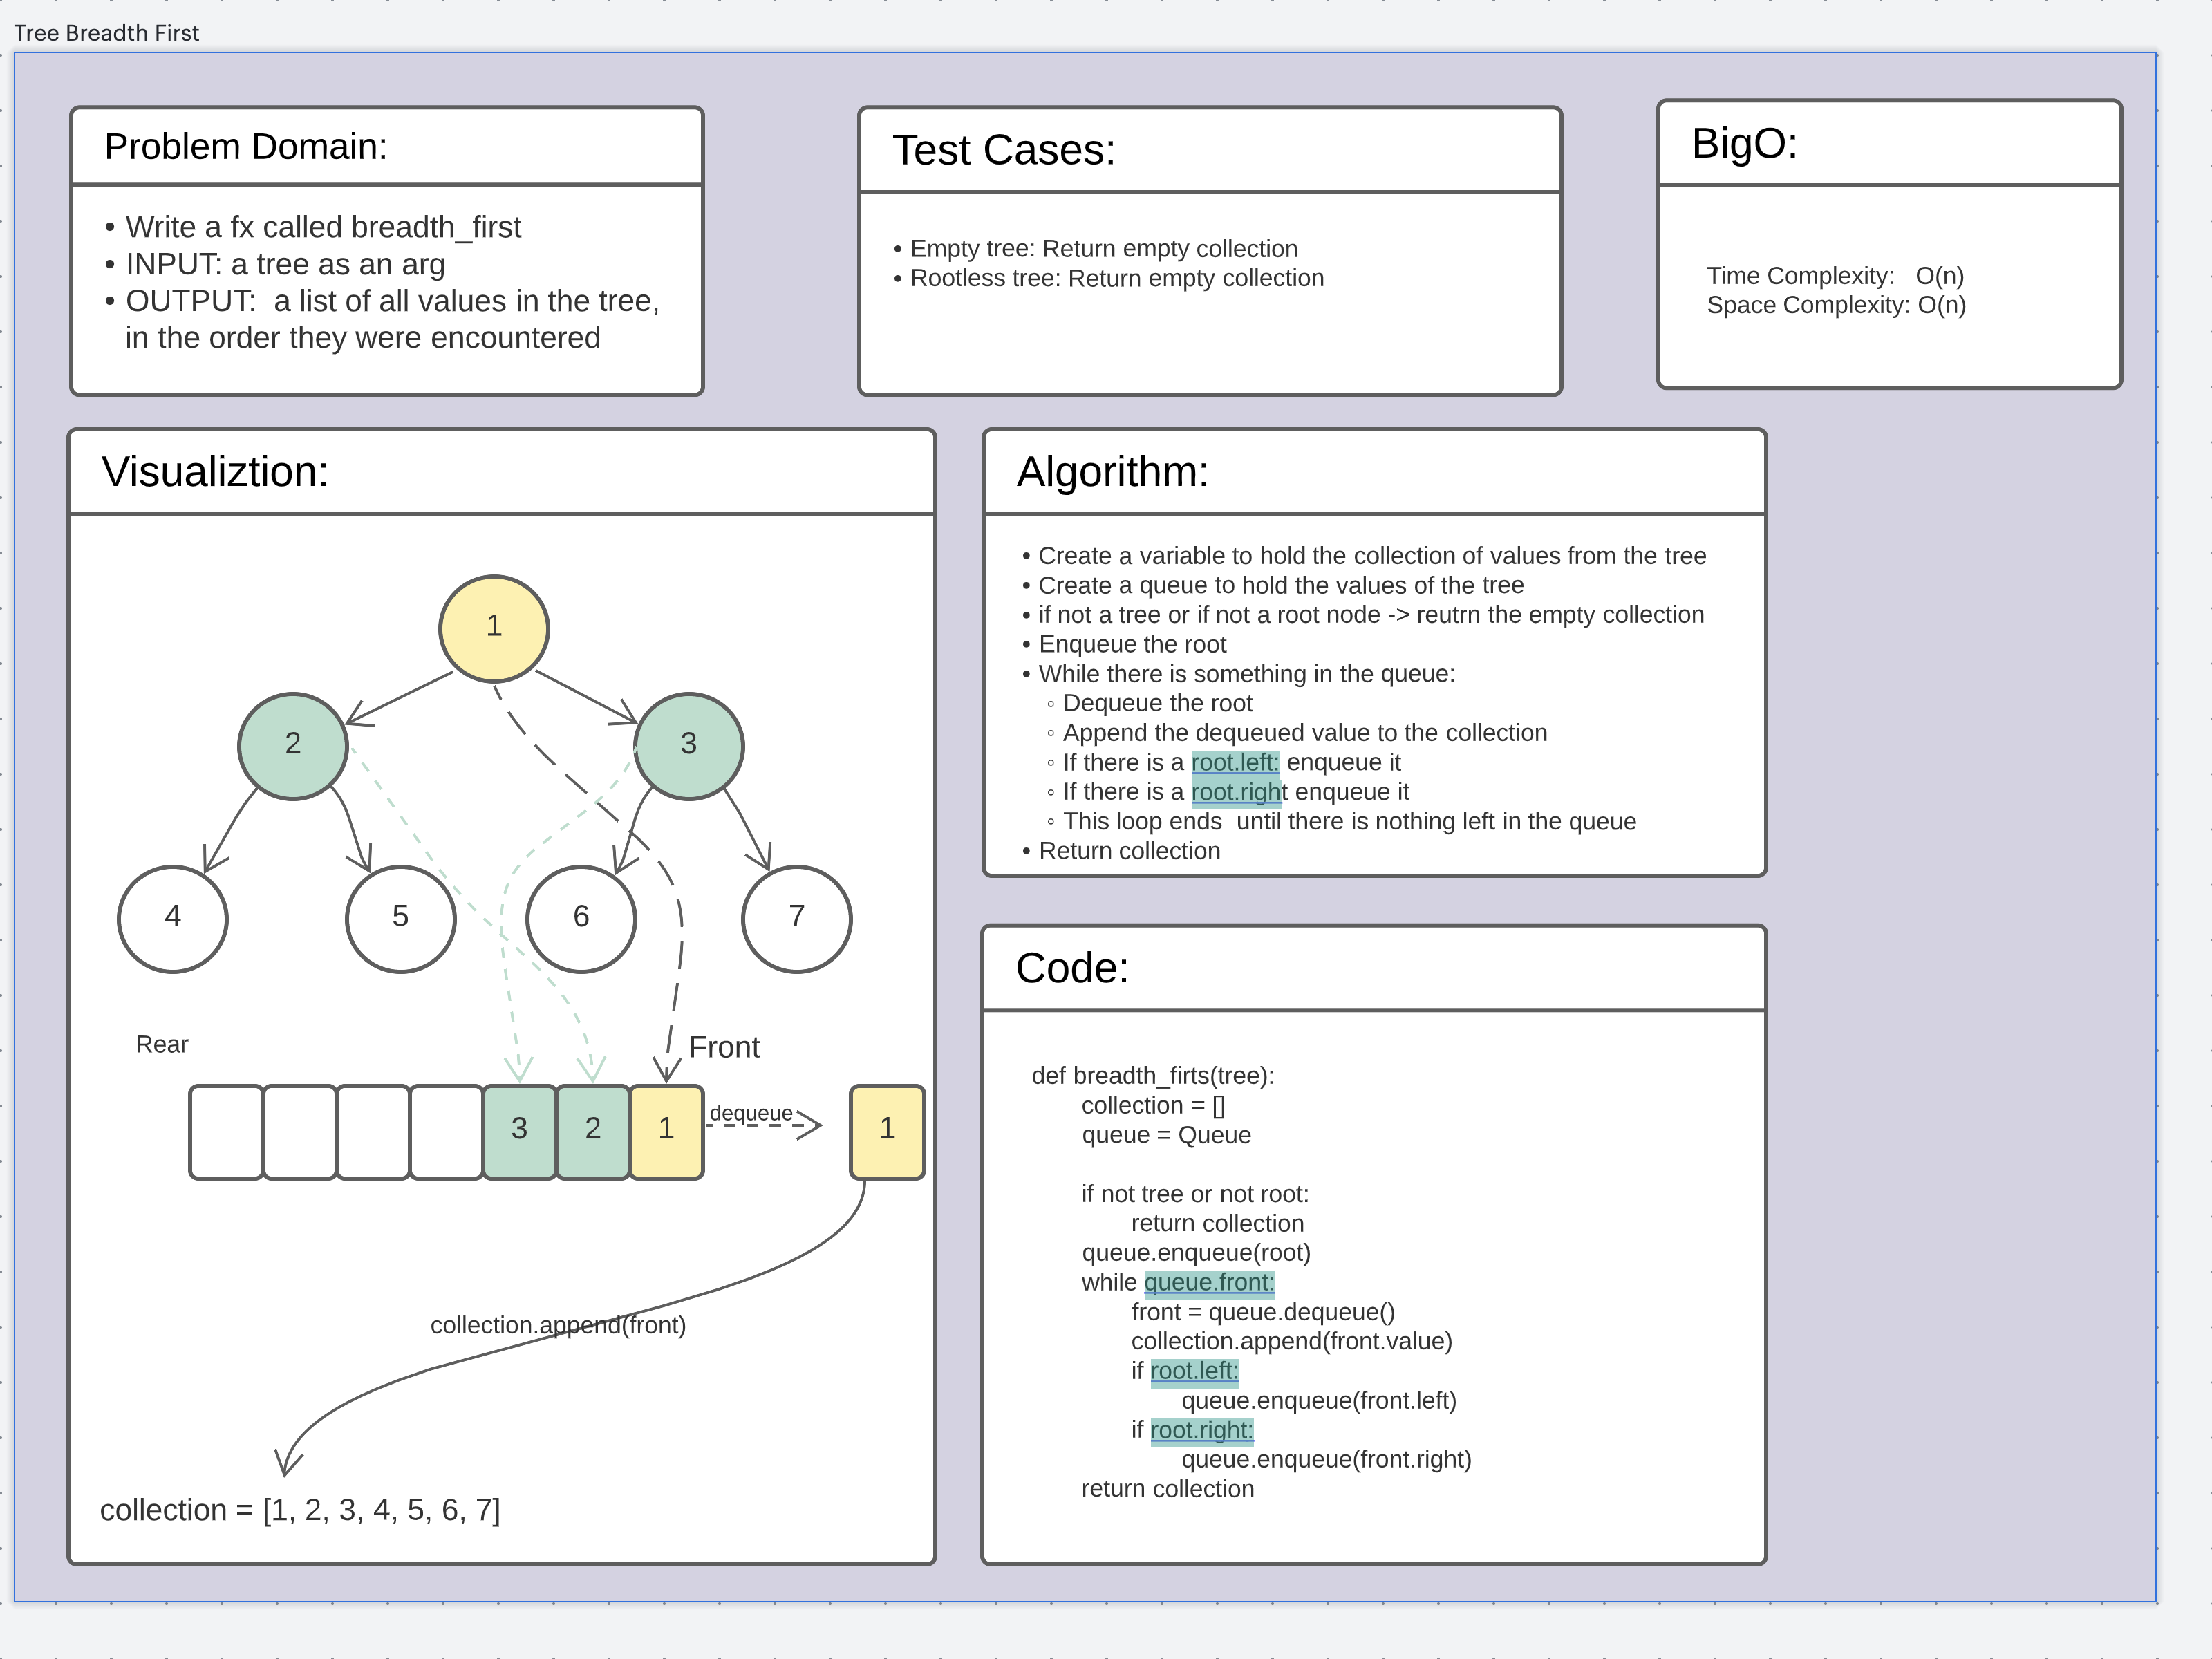 Tree Breadth First
Problem Domain:
• Write a fx called breadth_first
• INPUT: a tree as an arg
• OUTPUT:  a list of all values in the tree,
in the order they were encountered
Test Cases:
• Empty tree: Return empty collection
• Rootless tree: Return empty collection
BigO:
Time Complexity:   O(n)
Space Complexity: O(n)
Visualiztion:
1
2
3
4
5
6
7
Rear
Front
3
2
1
dequeue
1
collection.append(front)
collection = [1, 2, 3, 4, 5, 6, 7]
Algorithm:
• Create a variable to hold the collection of values from the tree
• Create a queue to hold the values of the tree
• if not a tree or if not a root node -> reutrn the empty collection
• Enqueue the root
• While there is something in the queue:
◦ Dequeue the root
◦ Append the dequeued value to the collection
◦ If there is a root.left: enqueue it
◦ If there is a root.right enqueue it
◦ This loop ends  until there is nothing left in the queue
• Return collection
Code:
def breadth_firts(tree):
collection = []
queue = Queue
if not tree or not root:
return collection
queue.enqueue(root)
while queue.front:
front = queue.dequeue()
collection.append(front.value)
if root.left:
queue.enqueue(front.left)
if root.right:
queue.enqueue(front.right)
return collection